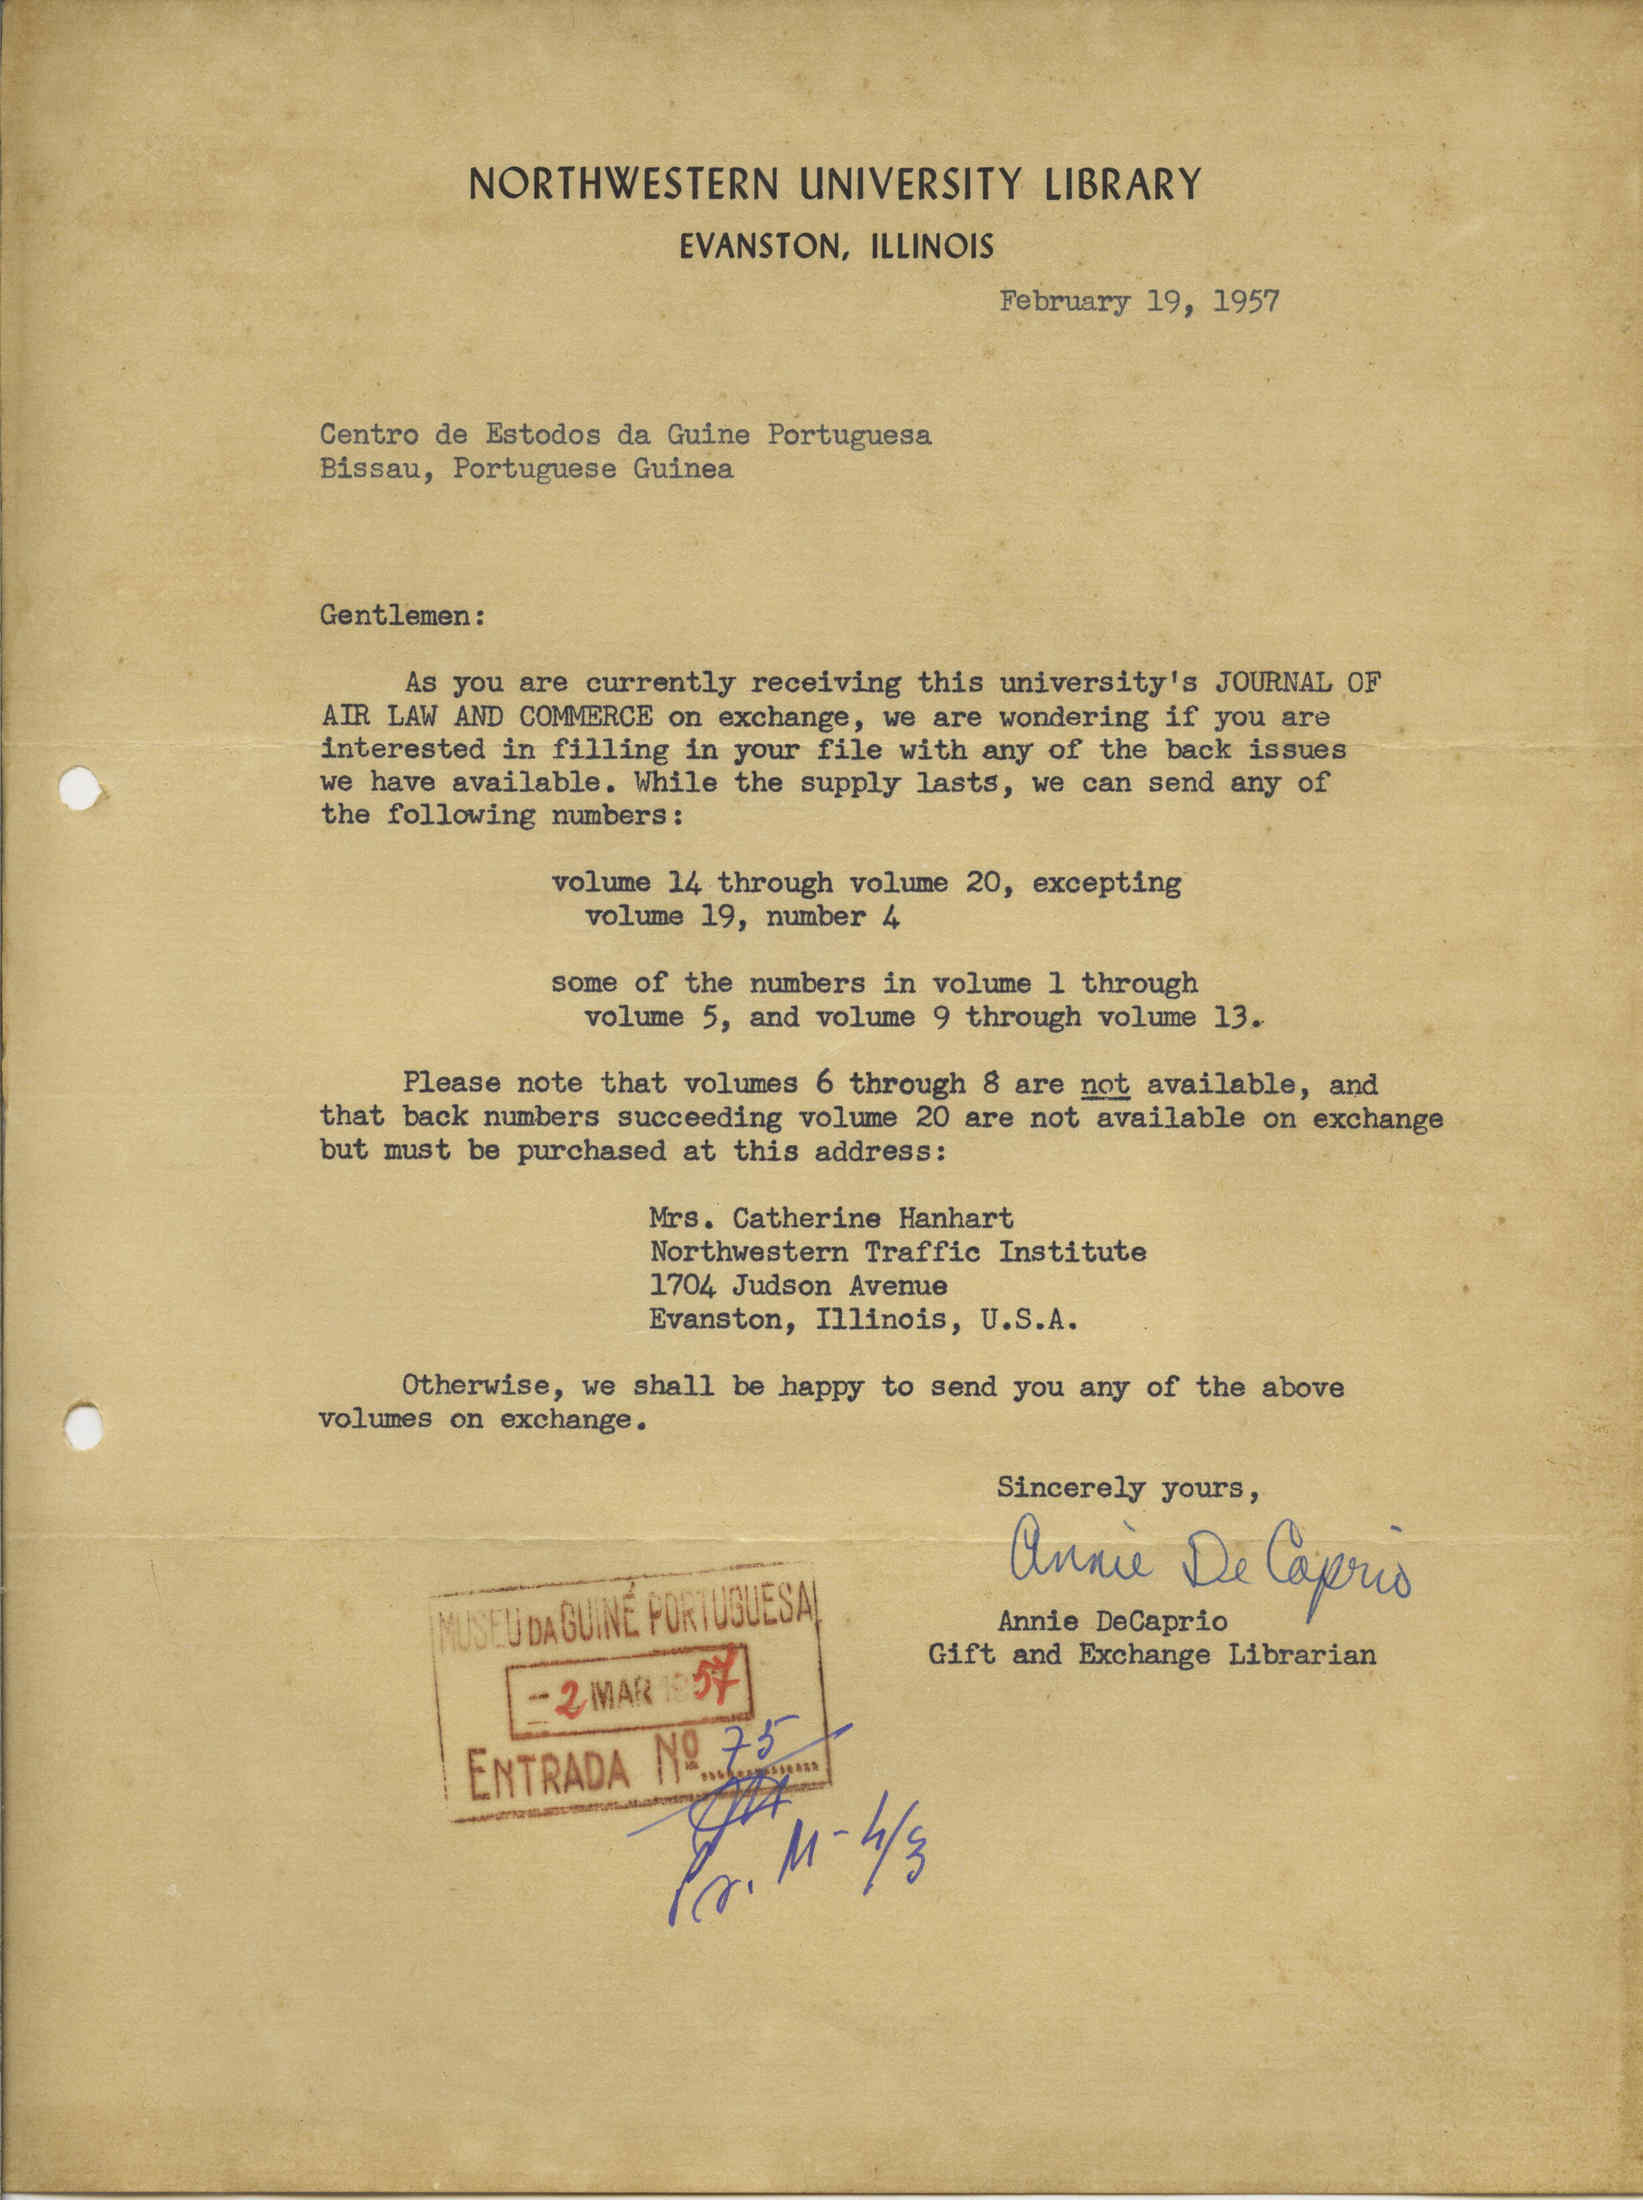 NORTHWESTERN UNIVERSITY LIBRARY
EVANSTON, ILLINOIS
February 19, 1957
Centro de Estodos da Guine Portuguesa
Bissau, Portuguese Guinea
Gentlemen:
As you are currently receiving this university's JOURNAL OF
AIR LAW AND COMMERCE on exchange, we are wondering if you are
interested in filling in your file with any of the back issues
we have available. While the supply lasts, we can send any of
the following numbers:
volume 14 through volume 20, excepting
volume 19, number 4
some of the numbers in volume 1 through
volume 5, and volume 9 through volume 13.
Please note that volumes 6 through 8 are not available, and
that back numbers succeeding volume 20 are not available on exchange
but must be purchased at this address:
Mrs. Catherine Hanhart
Northwestern Traffic Institute
1704 Judson Avenue
Evanston, Illinois, U.S.A.
Otherwise, we shall be happy to send you any of the above
volumes on exchange.
Sincerely yours,
Annie DeCaprio
Annie DeCaprio
Gift and Exchange Librarian
MUSEU DA GUINÉ PORTUGUESA
-2 MAR 1957
ENTRADA Nº 75
M-4/3